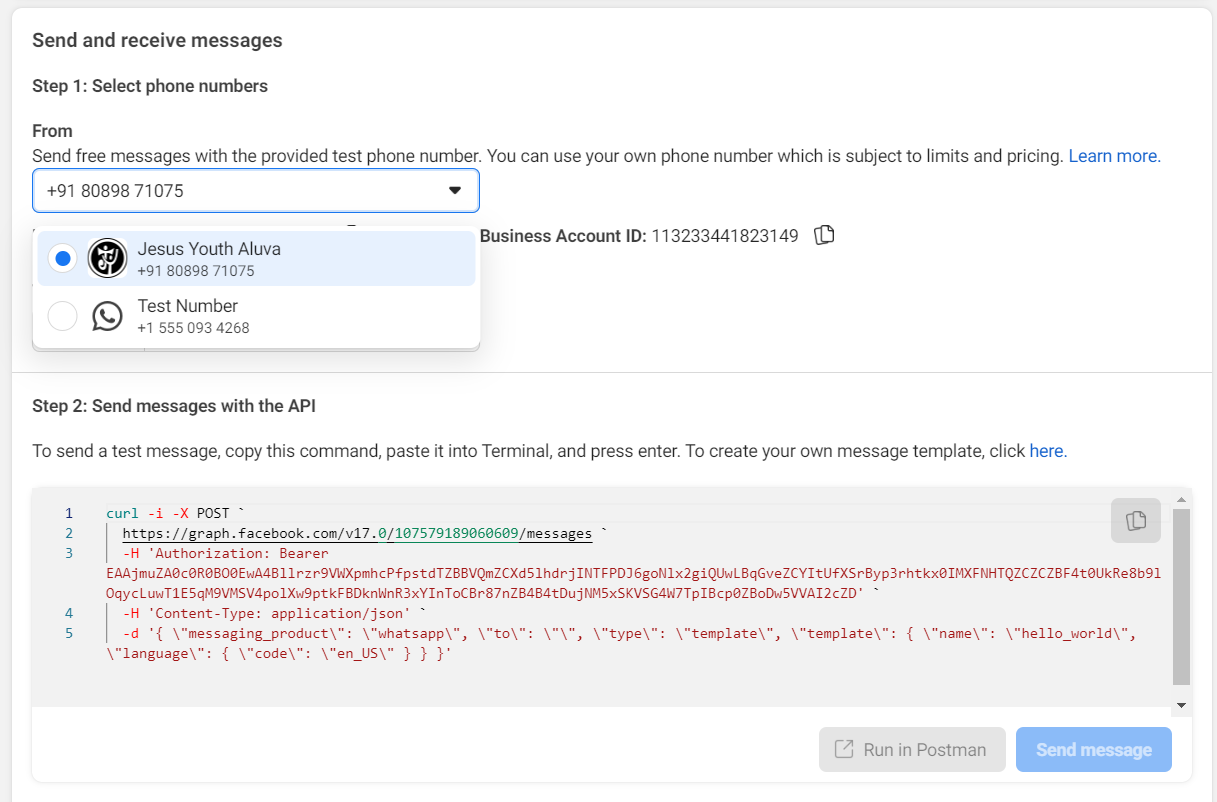 Send and receive messages
Step 1: Select phone numbers
From
Send free messages with the provided test phone number. You can use your own phone number which is subject to limits and pricing. Learn more.
+91 80898 71075
Business Account ID: 113233441823149
Jesus Youth Aluva
+91 80898 71075
Test Number
+1 555 093 4268
Step 2: Send messages with the API
To send a test message, copy this command, paste it into Terminal, and press enter. To create your own message template, click here.
1 curl -i -X POST `
2 https://graph.facebook.com/v17.0/107579189060609/messages `
3 -H 'Authorization: Bearer
EAAjmuZA0c0R0BO0EwA4Bllrzr9VWXpmhcPfpstdTZBBVQmZCXd5lhdrjINTFPDJ6goNlx2giQUwLBqGveZCYItUfXSrByp3rhtkx0IMXFNHTQZCZCZBF4t0UkRe8b9l
OqycLuwT1E5qM9VMSV4polXw9ptkFBDknWnR3xYInToCBr87nZB4B4tDujNM5xSKVSG4W7TpIBcp0ZBoDw5VVAI2cZD' `
4 -H 'Content-Type: application/json' `
5 -d '{ \"messaging_product\": \"whatsapp\", \"to\": \"\", \"type\": \"template\", \"template\": { \"name\": \"hello_world\",
\"language\": { \"code\": \"en_US\" } } }'
Run in Postman
Send message